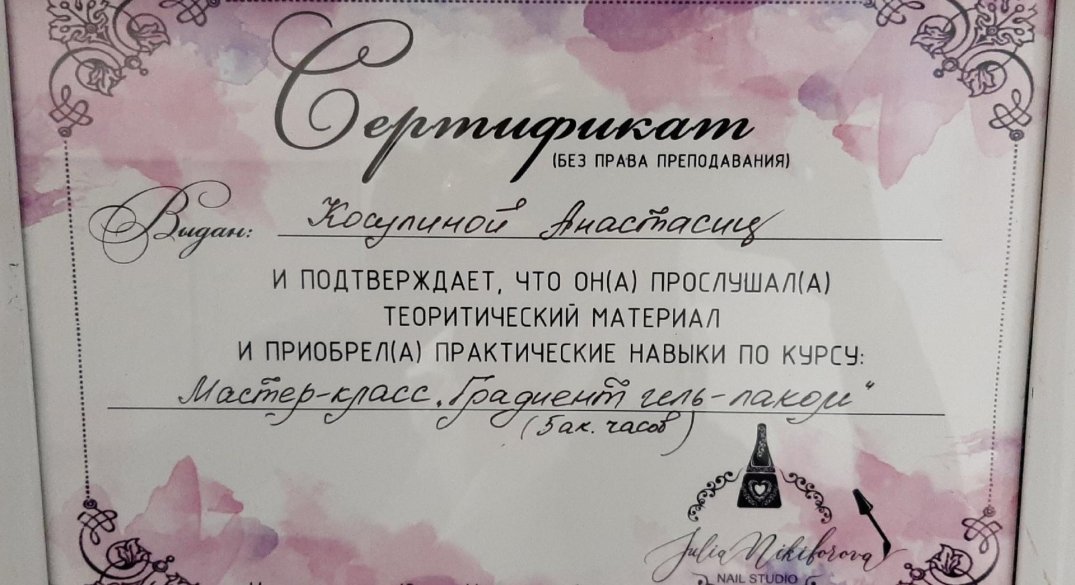 Сертификат
(БЕЗ ПРАВА ПРЕПОДАВАНИЯ)
Выдан: Косулиной Анастасии
И ПОДТВЕРЖДАЕТ, ЧТО ОН(А) ПРОСЛУШАЛ(А)
ТЕОРИТИЧЕСКИЙ МАТЕРИАЛ
И ПРИОБРЕЛ(А) ПРАКТИЧЕСКИЕ НАВЫКИ ПО КУРСУ:
Мастер-класс „Градиент гель-лаком“
(5 ак. часов)
Julia Nikiforova
NAIL STUDIO